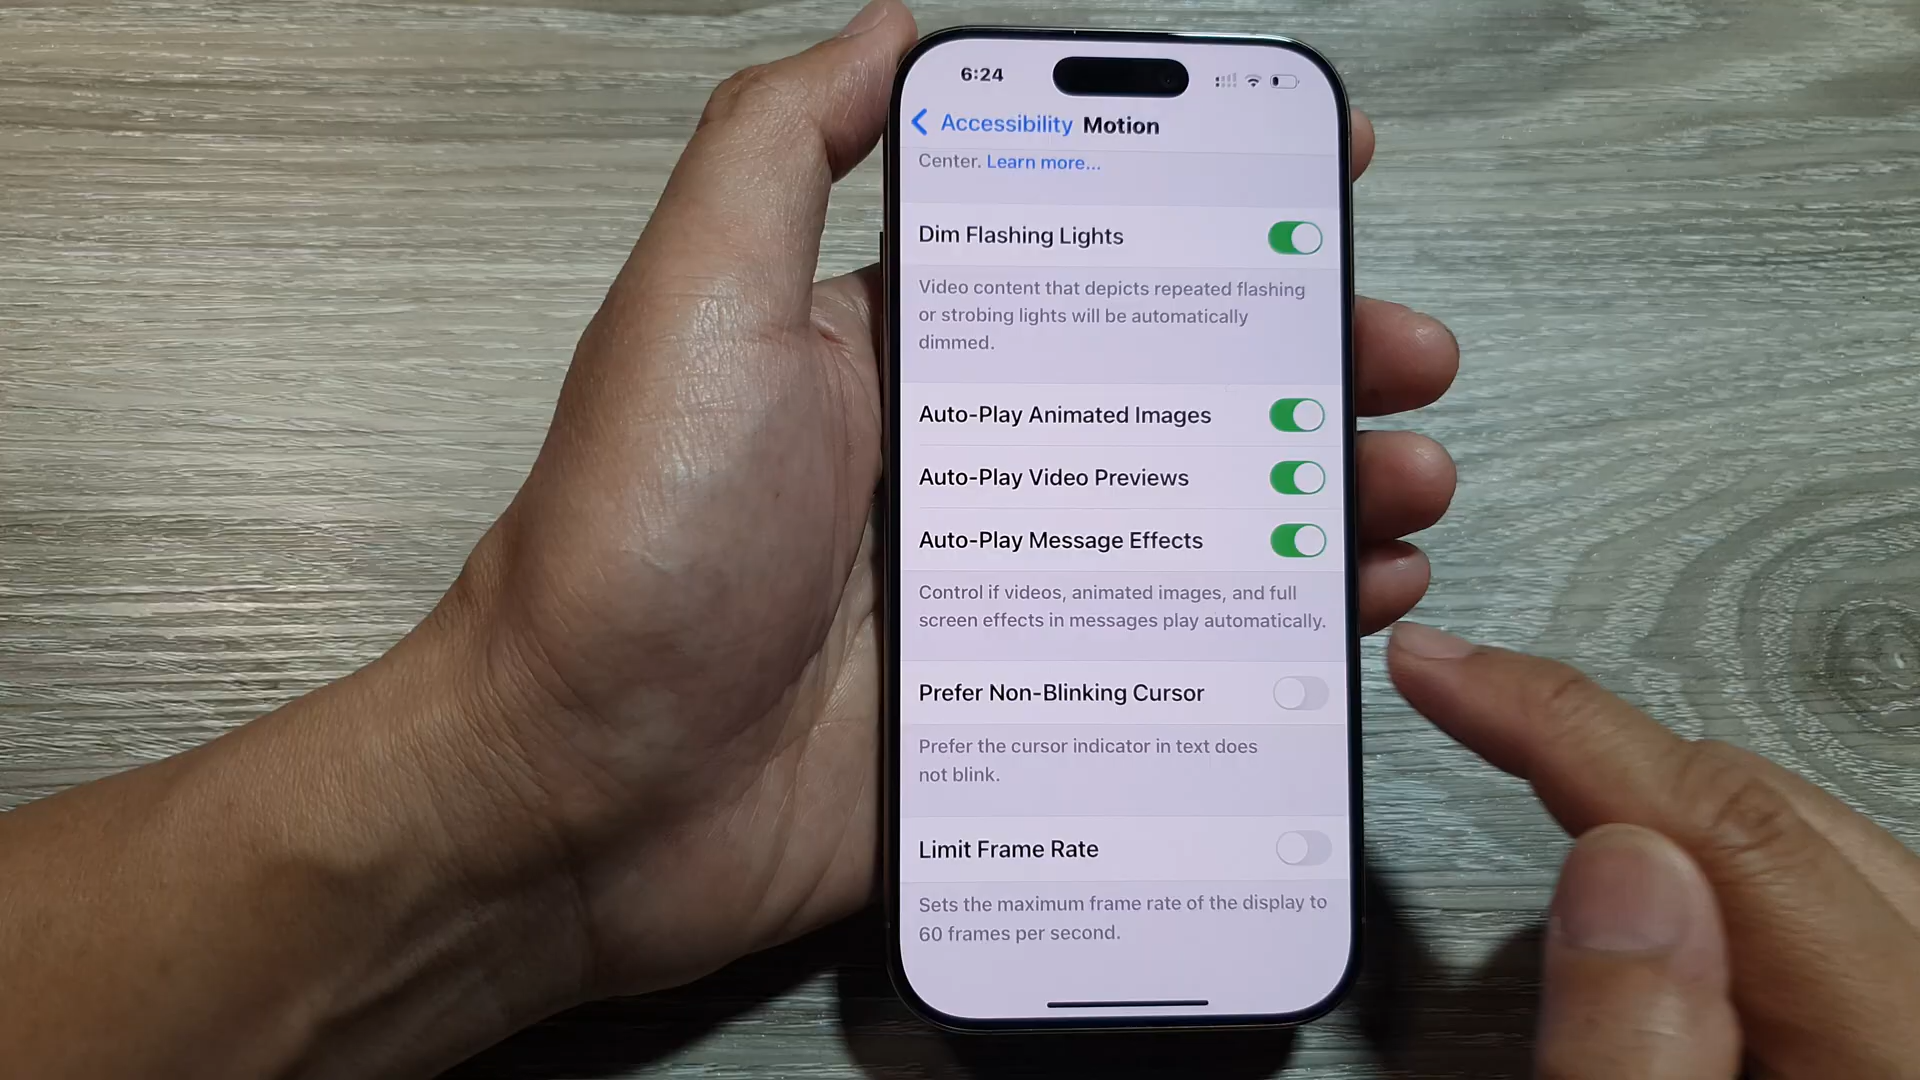 6:24
Accessibility Motion
Center. Learn more...
Dim Flashing Lights
Video content that depicts repeated flashing
or strobing lights will be automatically
dimmed.
Auto-Play Animated Images
Auto-Play Video Previews
Auto-Play Message Effects
Control if videos, animated images, and full
screen effects in messages play automatically.
Prefer Non-Blinking Cursor
Prefer the cursor indicator in text does
not blink.
Limit Frame Rate
Sets the maximum frame rate of the display to
60 frames per second.